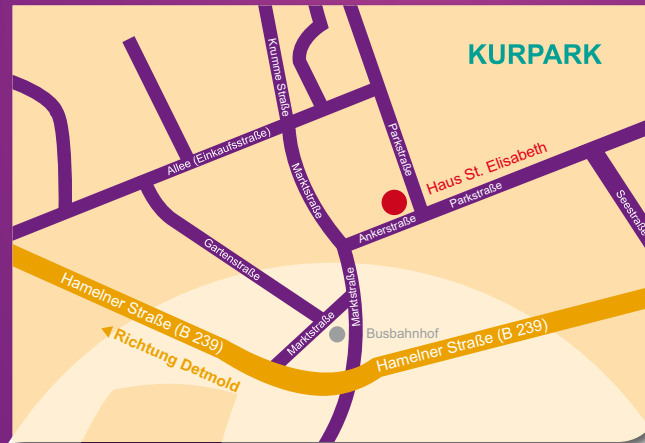 KURPARK
Krumme Straße
Parkstraße
Allee (Einkaufsstraße)
Haus St. Elisabeth
Marktstraße
Parkstraße
Seestraße
Ankerstraße
Gartenstraße
Marktstraße
Hamelner Straße (B 239)
Marktstraße
Busbahnhof
Hamelner Straße (B 239)
Richtung Detmold